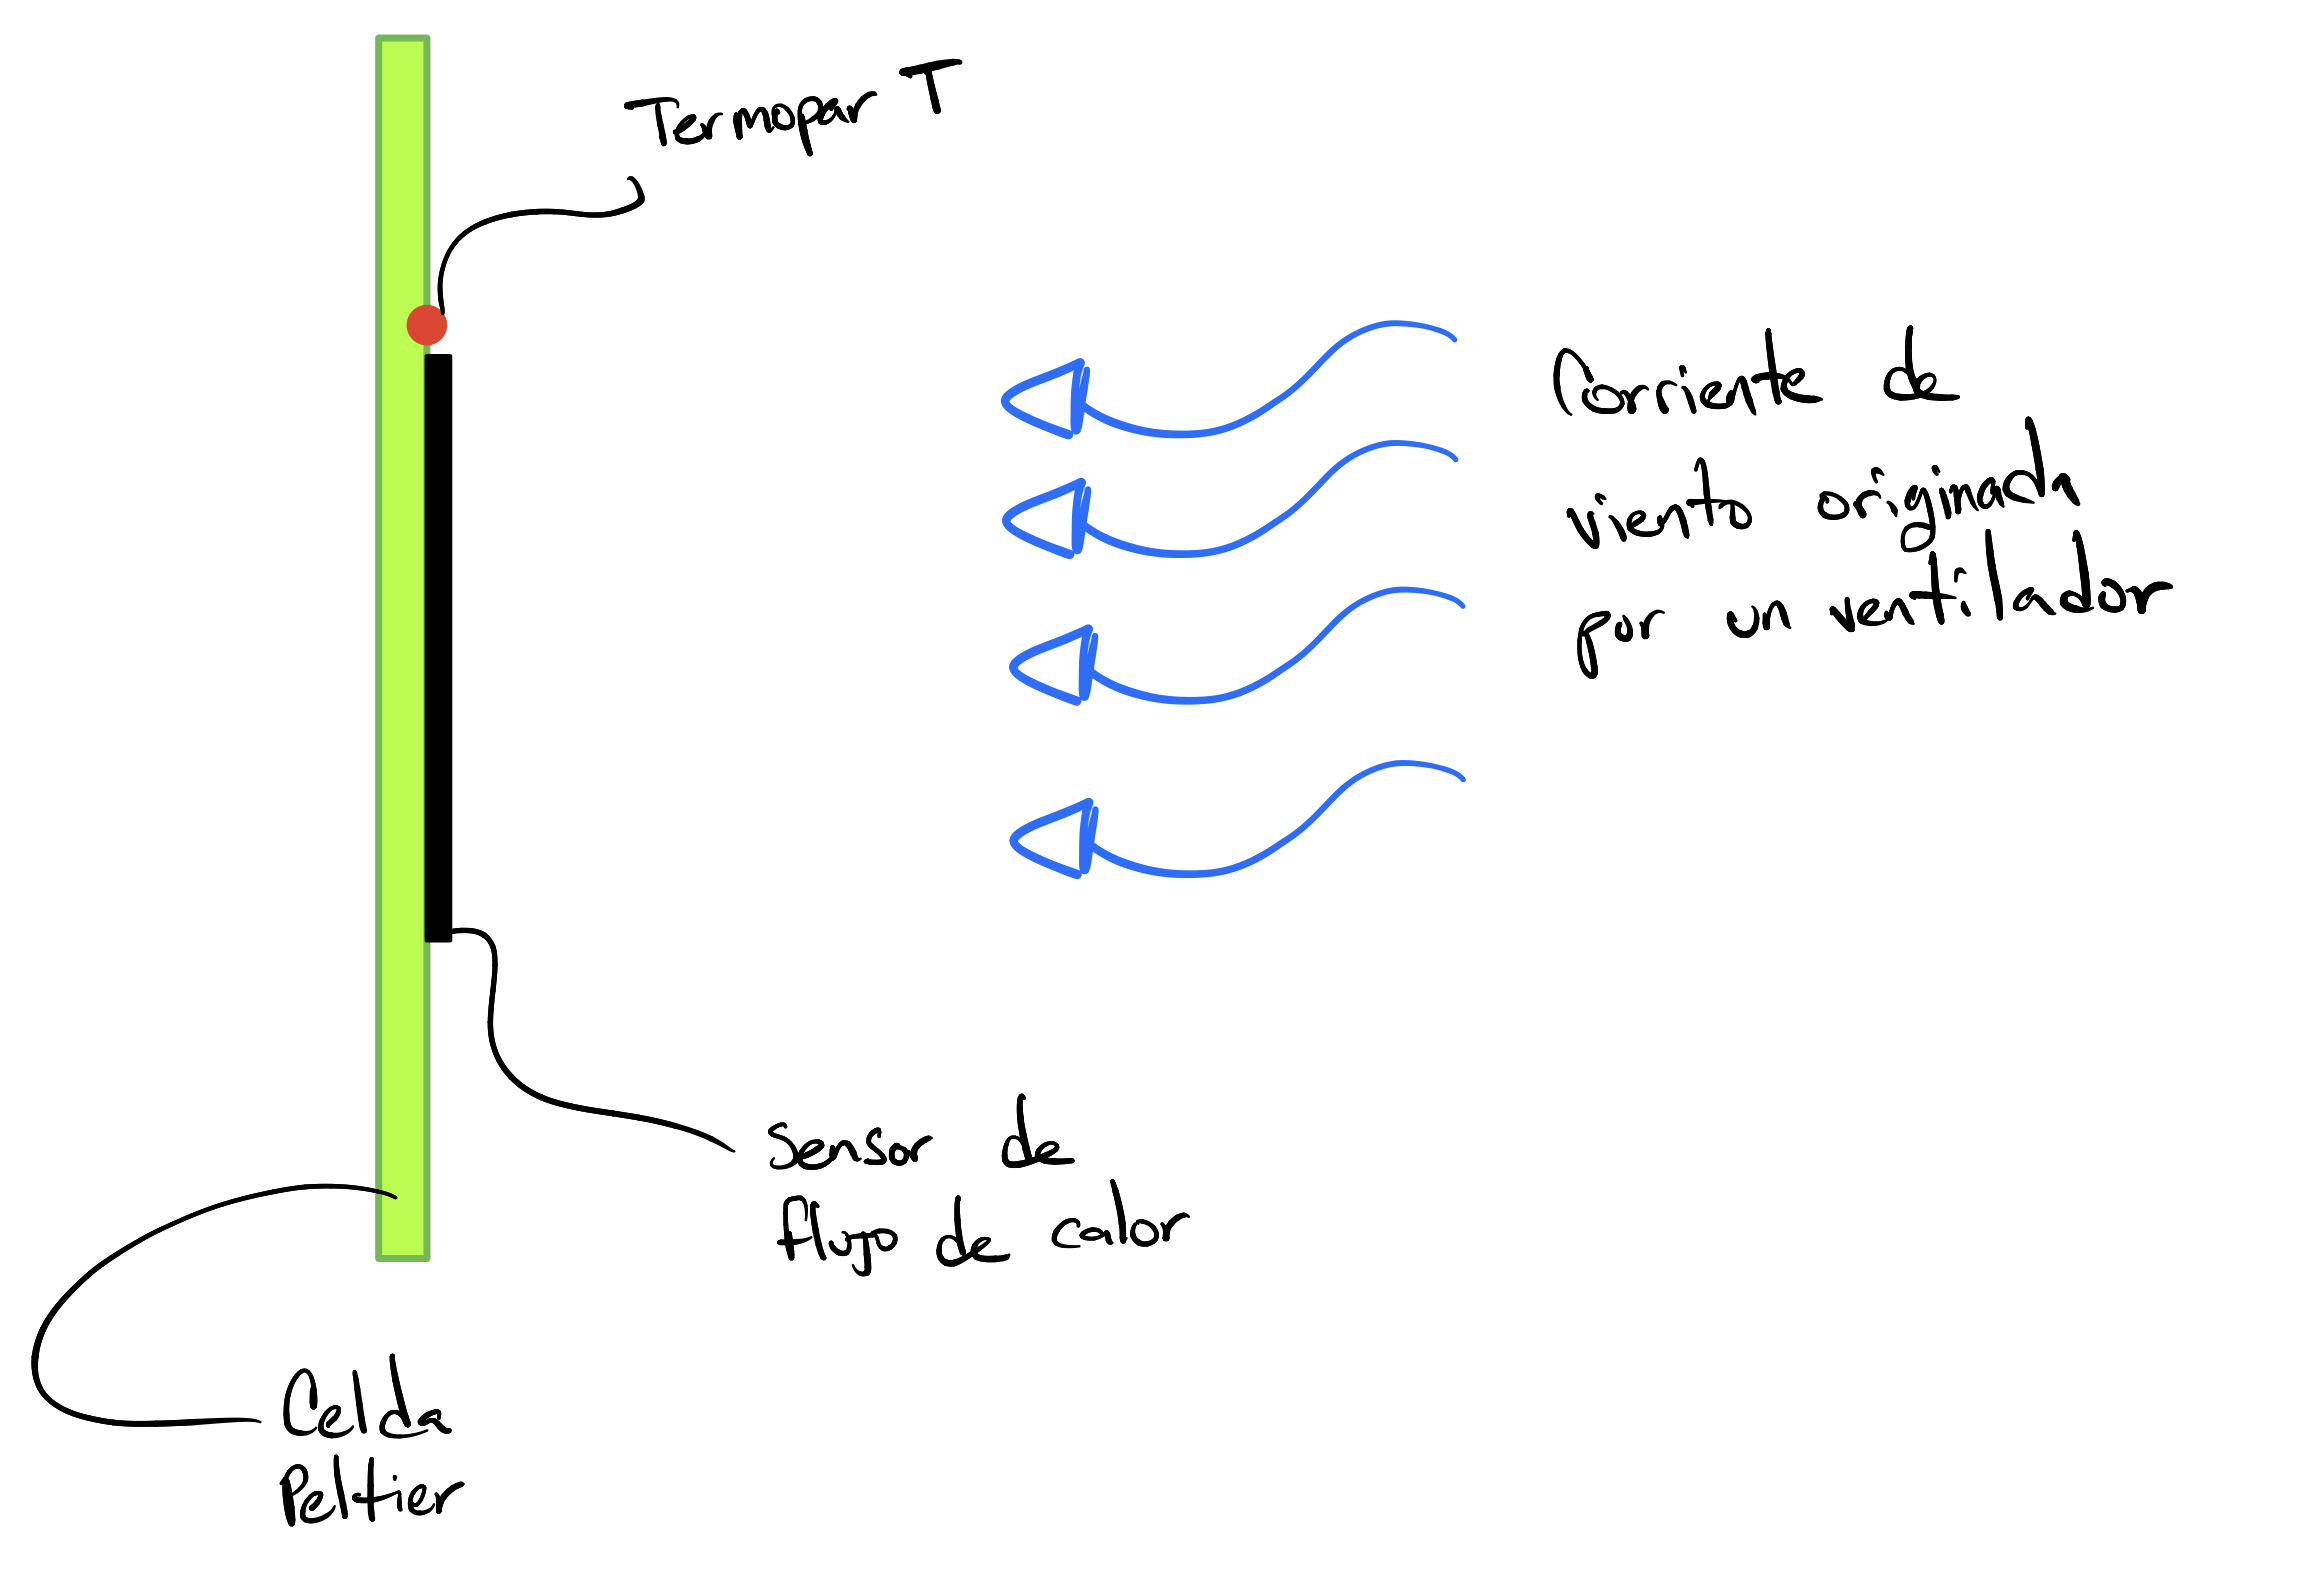 Termopar T
Corriente de
viento originada
por un ventilador
Sensor de
flujo de calor
Celda
Peltier